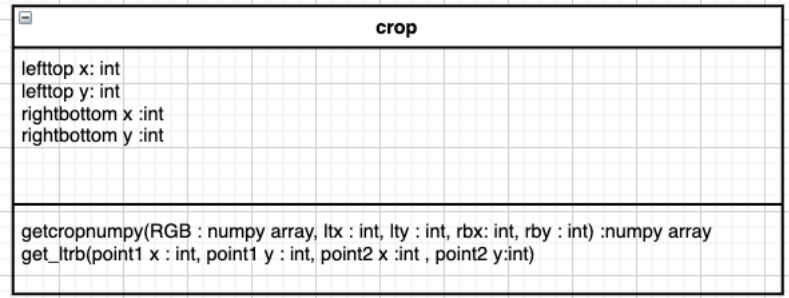 crop
lefttop x: int
lefttop y: int
rightbottom x :int
rightbottom y :int
getcropnumpy(RGB : numpy array, ltx : int, lty : int, rbx: int, rby : int) :numpy array
get_ltrb(point1 x : int, point1 y : int, point2 x :int , point2 y:int)